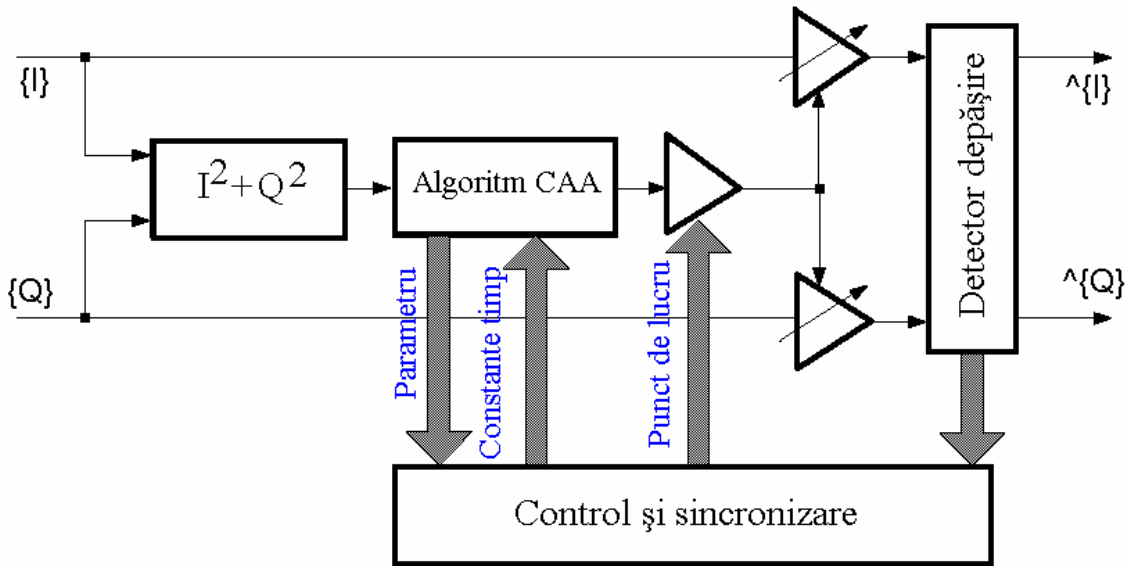 {I}
^{I}
I²+Q²
Algoritm CAA
Detector depăşire
{Q}
^{Q}
Parametru
Constante timp
Punct de lucru
Control şi sincronizare